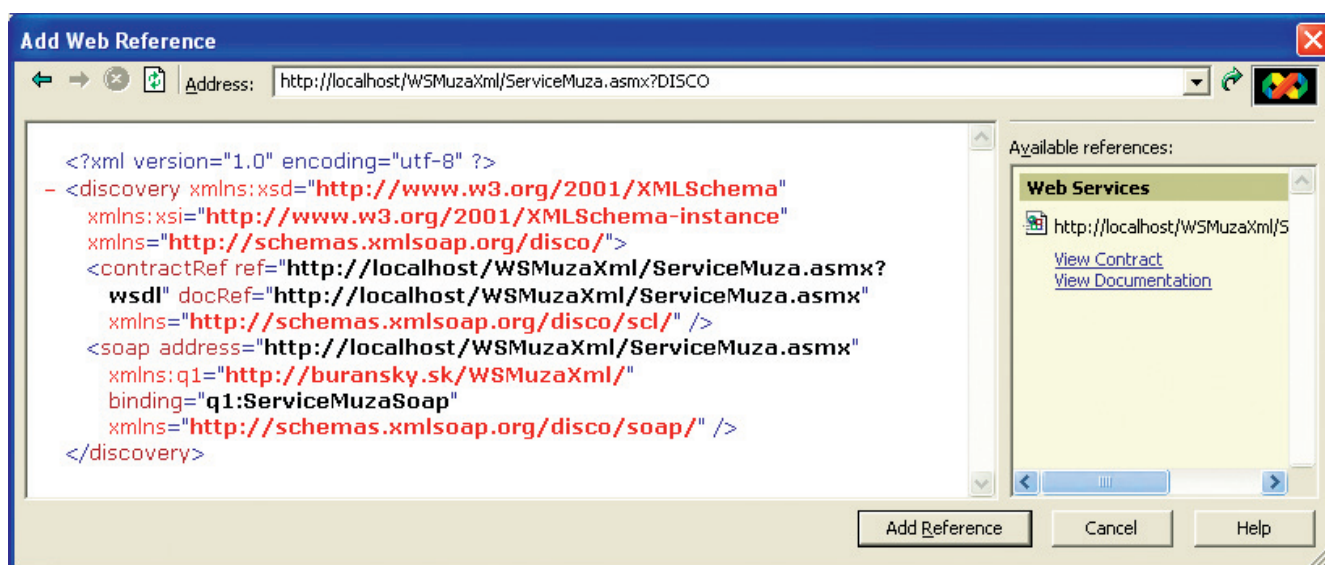 Add Web Reference
Address: http://localhost/WSMuzaXml/ServiceMuza.asmx?DISCO
<?xml version="1.0" encoding="utf-8" ?>
- <discovery xmlns:xsd="http://www.w3.org/2001/XMLSchema"
xmlns:xsi="http://www.w3.org/2001/XMLSchema-instance"
xmlns="http://schemas.xmlsoap.org/disco/">
<contractRef ref="http://localhost/WSMuzaXml/ServiceMuza.asmx?
wsdl" docRef="http://localhost/WSMuzaXml/ServiceMuza.asmx"
xmlns="http://schemas.xmlsoap.org/disco/scl/" />
<soap address="http://localhost/WSMuzaXml/ServiceMuza.asmx"
xmlns:q1="http://buransky.sk/WSMuzaXml/"
binding="q1:ServiceMuzaSoap"
xmlns="http://schemas.xmlsoap.org/disco/soap/" />
</discovery>
Available references:
Web Services
http://localhost/WSMuzaXml/S
View Contract
View Documentation
Add Reference
Cancel
Help